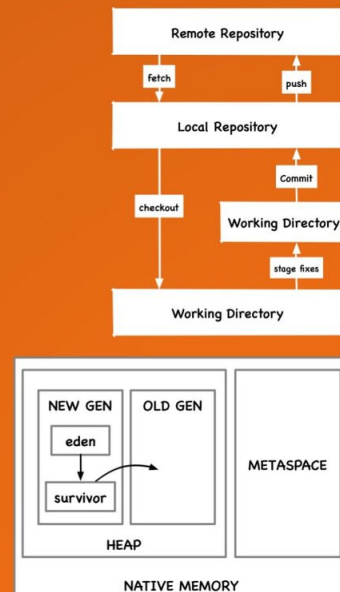 Remote Repository
fetch
push
Local Repository
Commit
checkout
Working Directory
stage fixes
Working Directory
NEW GEN
OLD GEN
eden
METASPACE
survivor
HEAP
NATIVE MEMORY